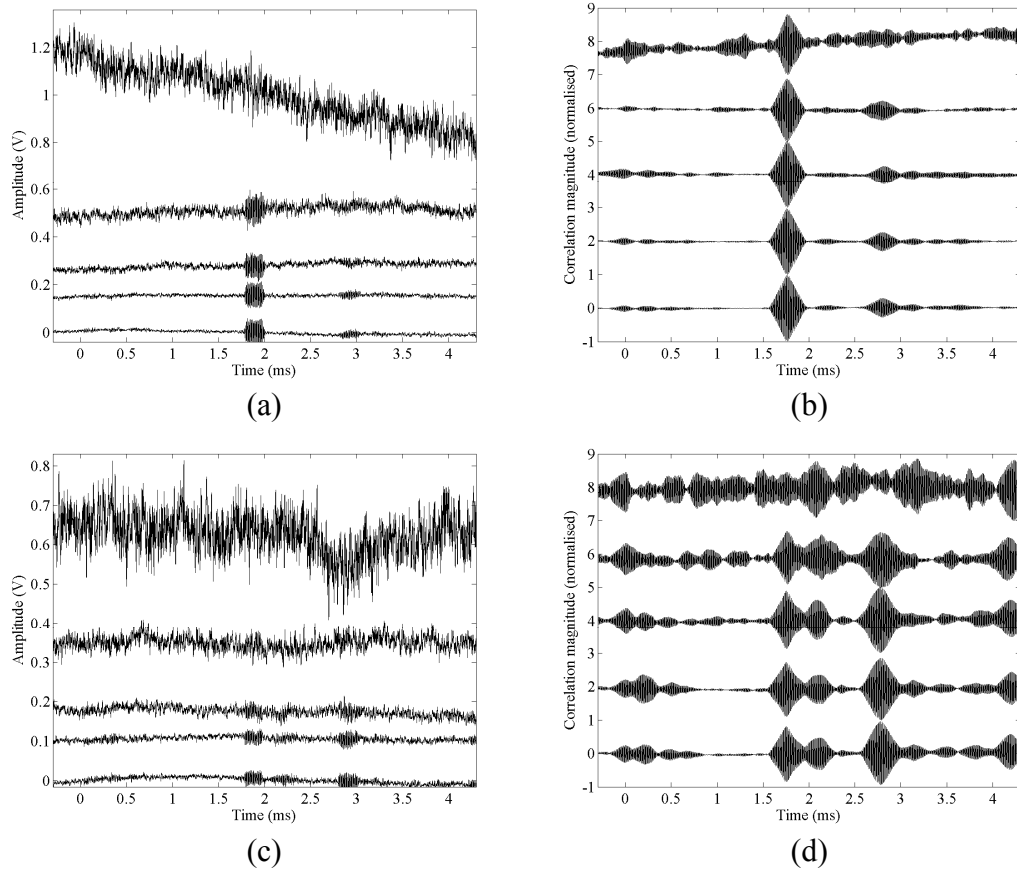 Amplitude (V)
1.2
1
0.8
0.6
0.4
0.2
0
0 0.5 1 1.5 2 2.5 3 3.5 4
Time (ms)
(a)
Correlation magnitude (normalised)
9
8
7
6
5
4
3
2
1
0
-1
0 0.5 1 1.5 2 2.5 3 3.5 4
Time (ms)
(b)
Amplitude (V)
0.8
0.7
0.6
0.5
0.4
0.3
0.2
0.1
0
0 0.5 1 1.5 2 2.5 3 3.5 4
Time (ms)
(c)
Correlation magnitude (normalised)
9
8
7
6
5
4
3
2
1
0
-1
0 0.5 1 1.5 2 2.5 3 3.5 4
Time (ms)
(d)